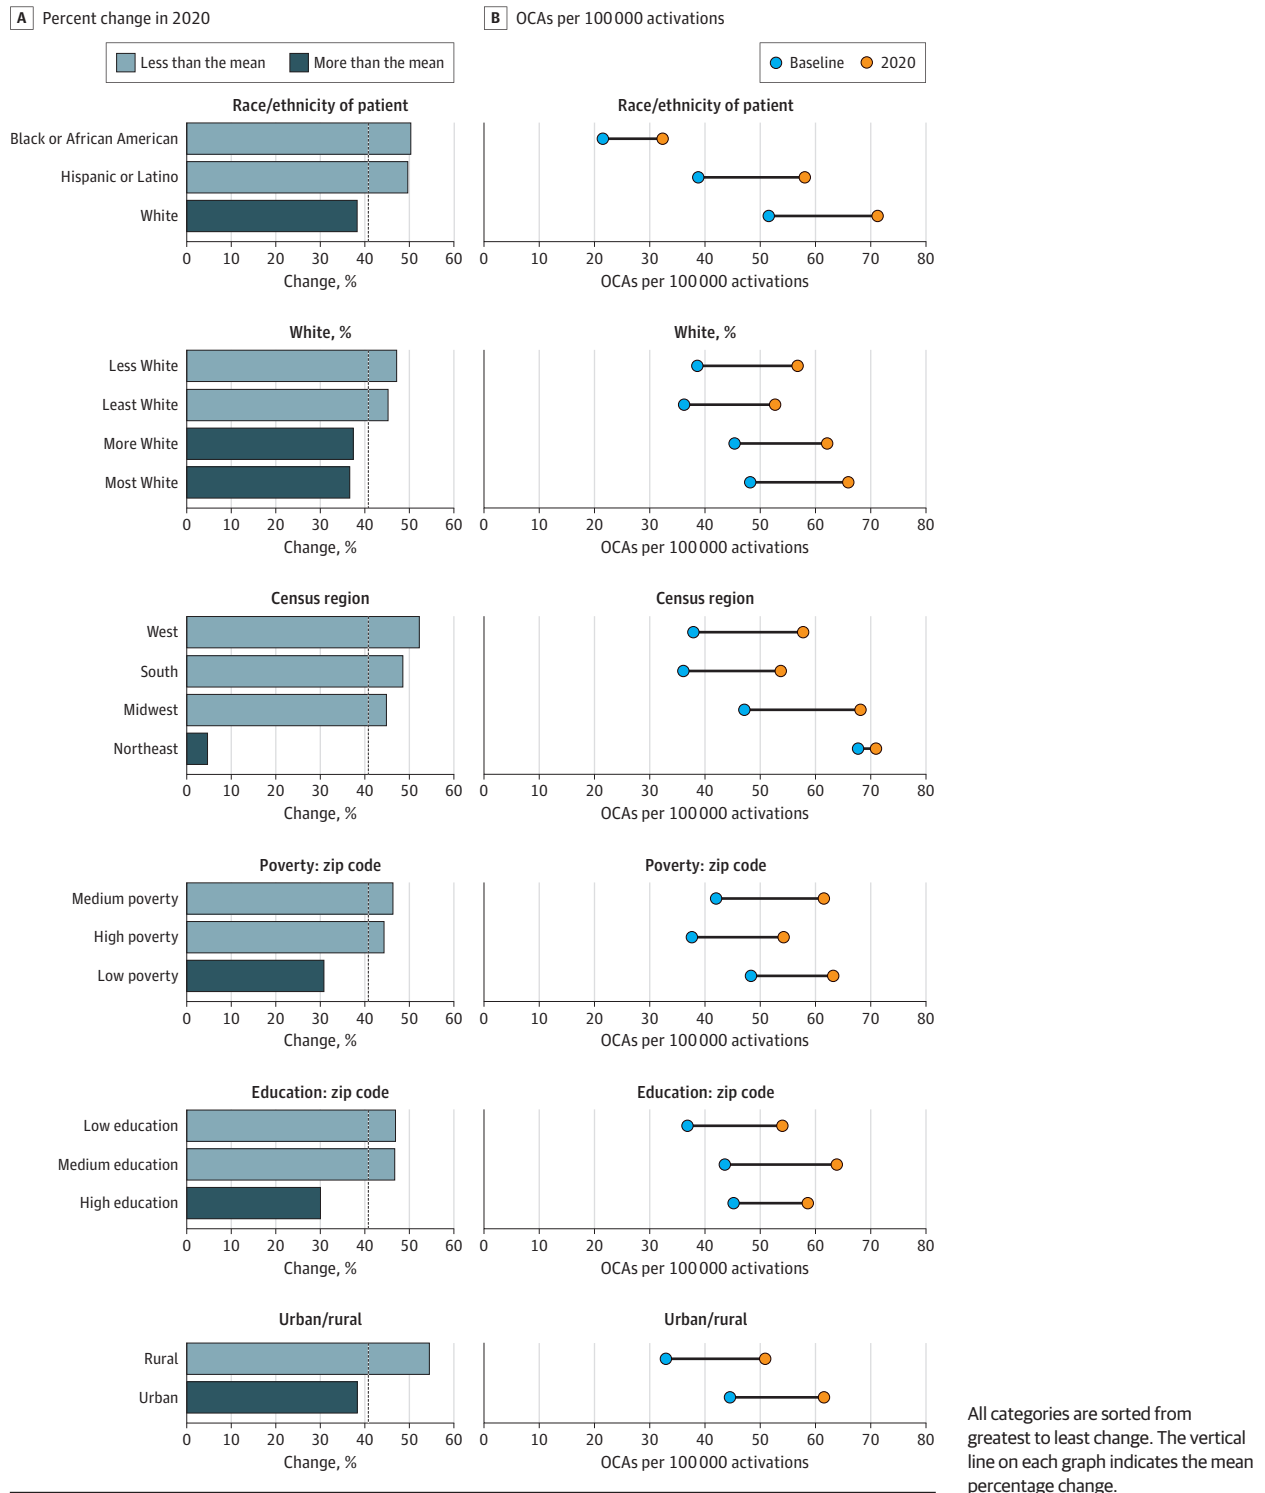 A Percent change in 2020
Less than the mean More than the mean
Race/ethnicity of patient
Black or African American
Hispanic or Latino
White
0 10 20 30 40 50 60
Change, %
White, %
Less White
Least White
More White
Most White
0 10 20 30 40 50 60
Change, %
Census region
West
South
Midwest
Northeast
0 10 20 30 40 50 60
Change, %
Poverty: zip code
Medium poverty
High poverty
Low poverty
0 10 20 30 40 50 60
Change, %
Education: zip code
Low education
Medium education
High education
0 10 20 30 40 50 60
Change, %
Urban/rural
Rural
Urban
0 10 20 30 40 50 60
Change, %
B OCAs per 100 000 activations
Baseline 2020
Race/ethnicity of patient
0 10 20 30 40 50 60 70 80
OCAs per 100 000 activations
White, %
0 10 20 30 40 50 60 70 80
OCAs per 100 000 activations
Census region
0 10 20 30 40 50 60 70 80
OCAs per 100 000 activations
Poverty: zip code
0 10 20 30 40 50 60 70 80
OCAs per 100 000 activations
Education: zip code
0 10 20 30 40 50 60 70 80
OCAs per 100 000 activations
Urban/rural
0 10 20 30 40 50 60 70 80
OCAs per 100 000 activations
All categories are sorted from
greatest to least change. The vertical
line on each graph indicates the mean
percentage change.